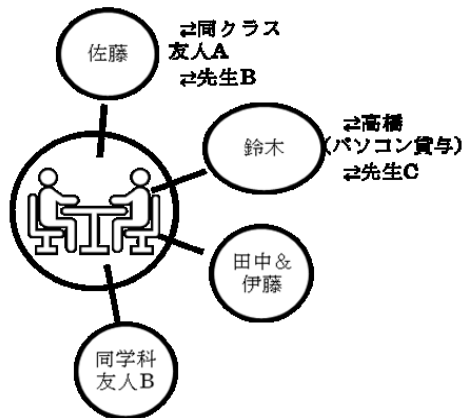 佐藤
⇄同クラス
友人A
⇄先生B
鈴木
⇄高橋
(パソコン貸与)
⇄先生C
田中&
伊藤
同学科
友人B